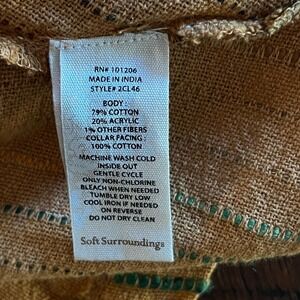 RN# 101206
MADE IN INDIA
STYLE# 2CL46
BODY:
79% COTTON
20% ACRYLIC
1% OTHER FIBERS
COLLAR FACING:
100% COTTON
MACHINE WASH COLD
INSIDE OUT
GENTLE CYCLE
ONLY NON-CHLORINE
BLEACH WHEN NEEDED
TUMBLE DRY LOW
COOL IRON IF NEEDED
ON REVERSE
DO NOT DRY CLEAN
Soft Surroundings